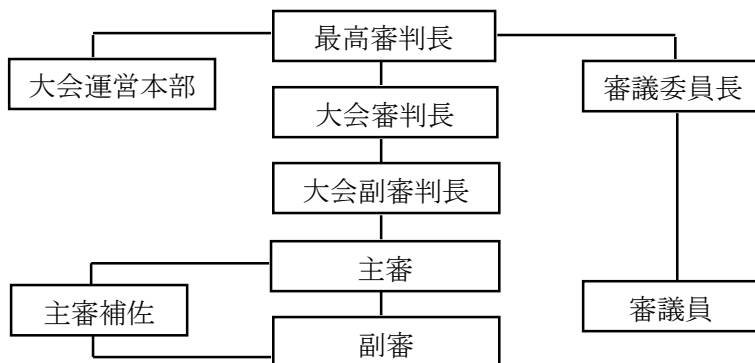 最高審判長
大会運営本部
審議委員長
大会審判長
大会副審判長
主審
主審補佐
審議員
副審